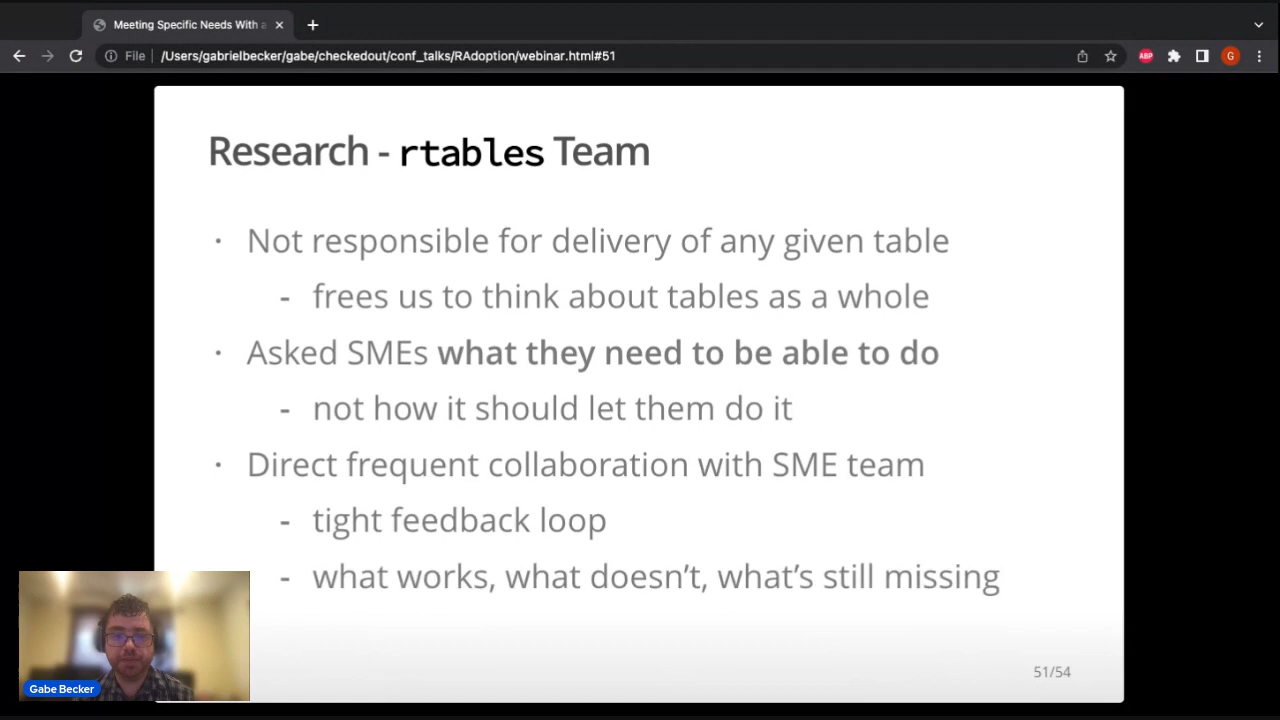 Meeting Specific Needs With a
File
/Users/gabrielbecker/gabe/checkedout/conf_talks/RAdoption/webinar.html#51
ABP
G
Research - rtables Team
· Not responsible for delivery of any given table
- frees us to think about tables as a whole
· Asked SMEs what they need to be able to do
- not how it should let them do it
· Direct frequent collaboration with SME team
- tight feedback loop
- what works, what doesn’t, what’s still missing
51/54
Gabe Becker